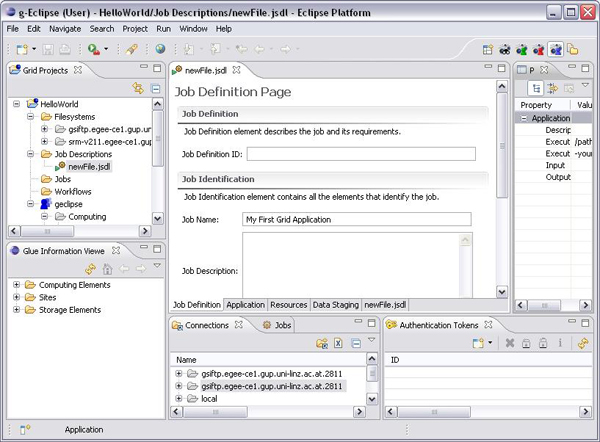 g-Eclipse (User) - HelloWorld/Job Descriptions/newFile.jsdl - Eclipse Platform
File Edit Navigate Search Project Run Window Help
Grid Projects
HelloWorld
Filesystems
gsiftp.egee-ce1.gup.un
srm-v211.egee-ce1.gup
Job Descriptions
newFile.jsdl
Jobs
Workflows
geclipse
Computing
Glue Information Viewe
Computing Elements
Sites
Storage Elements
newFile.jsdl
Job Definition Page
Job Definition
Job Definition element describes the job and its requirements.
Job Definition ID:
Job Identification
Job Identification element contains all the elements that identify the job.
Job Name: My First Grid Application
Job Description:
Job Definition Application Resources Data Staging newFile.jsdl
P
Property Valu
Application
Descrip
Execut /path
Execut -your
Input
Output
Connections Jobs
Name
gsiftp.egee-ce1.gup.uni-linz.ac.at.2811
gsiftp.egee-ce1.gup.uni-linz.ac.at.2811
local
Authentication Tokens
ID
Application